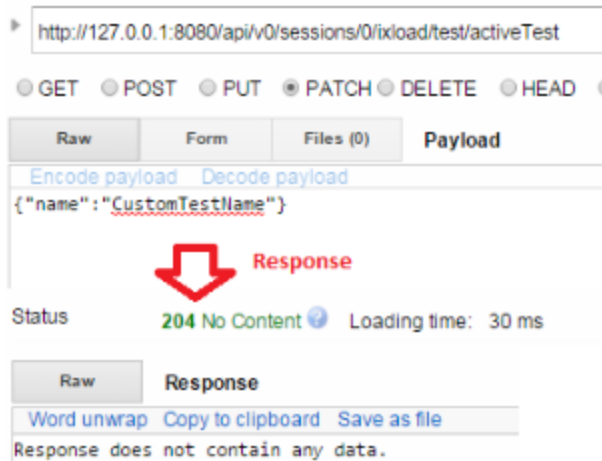 http://127.0.0.1:8080/api/v0/sessions/0/ixload/test/activeTest
GET POST PUT PATCH DELETE HEAD
Raw Form Files (0) Payload
Encode payload Decode payload
{"name":"CustomTestName"}
Response
Status 204 No Content Loading time: 30 ms
Raw Response
Word unwrap Copy to clipboard Save as file
Response does not contain any data.